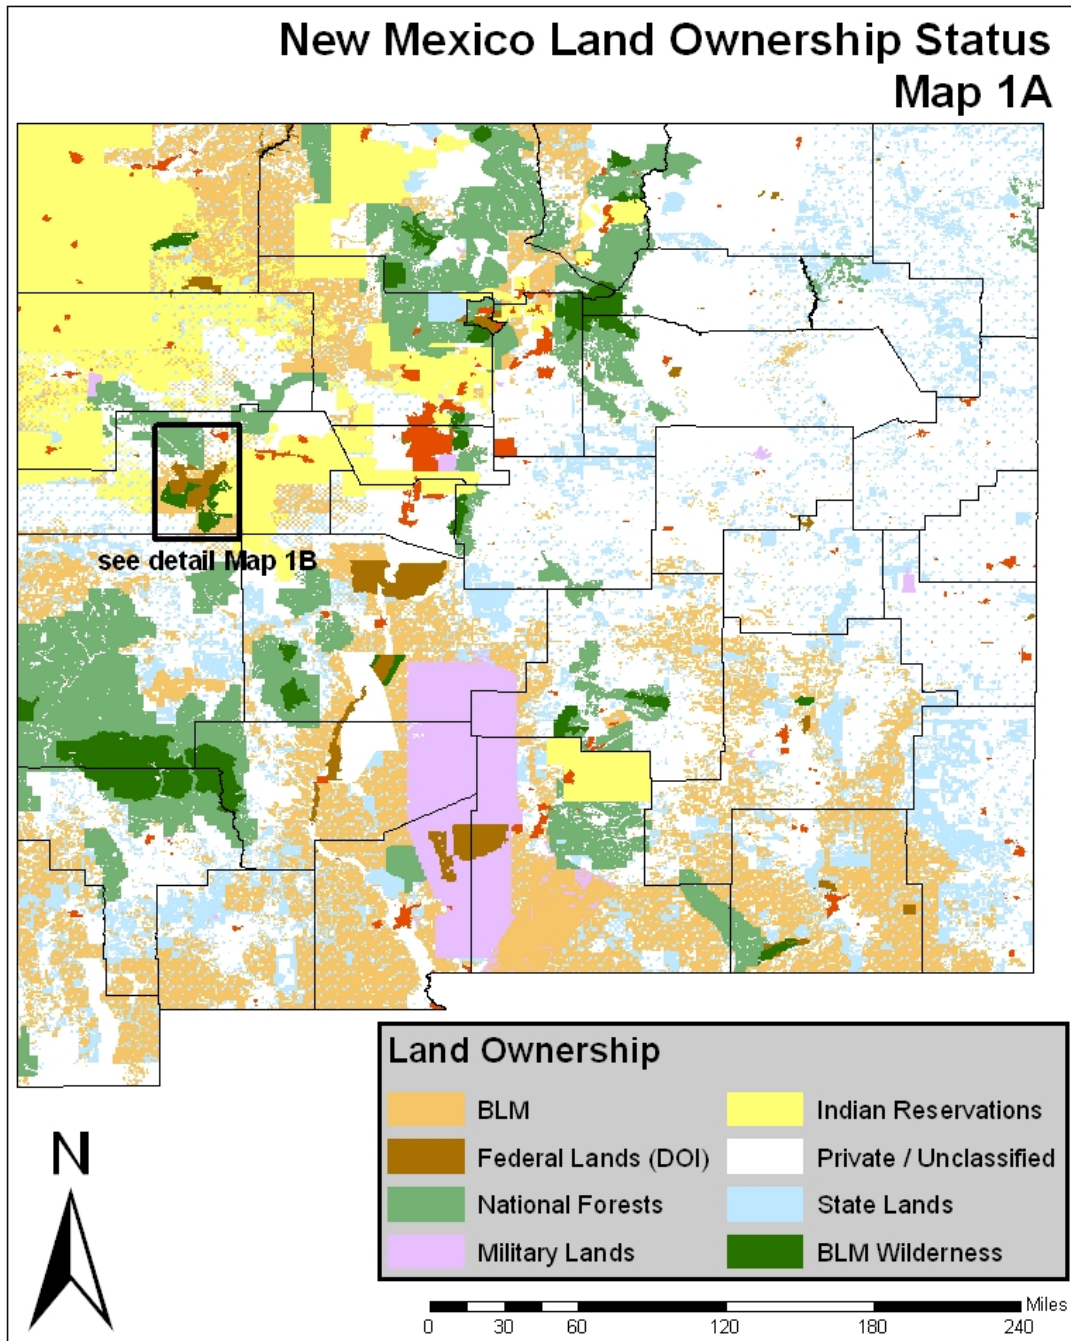 New Mexico Land Ownership Status
Map 1A
see detail Map 1B
Land Ownership
BLM
Federal Lands (DOI)
National Forests
Military Lands
Indian Reservations
Private / Unclassified
State Lands
BLM Wilderness
N
Miles
0 30 60 120 180 240